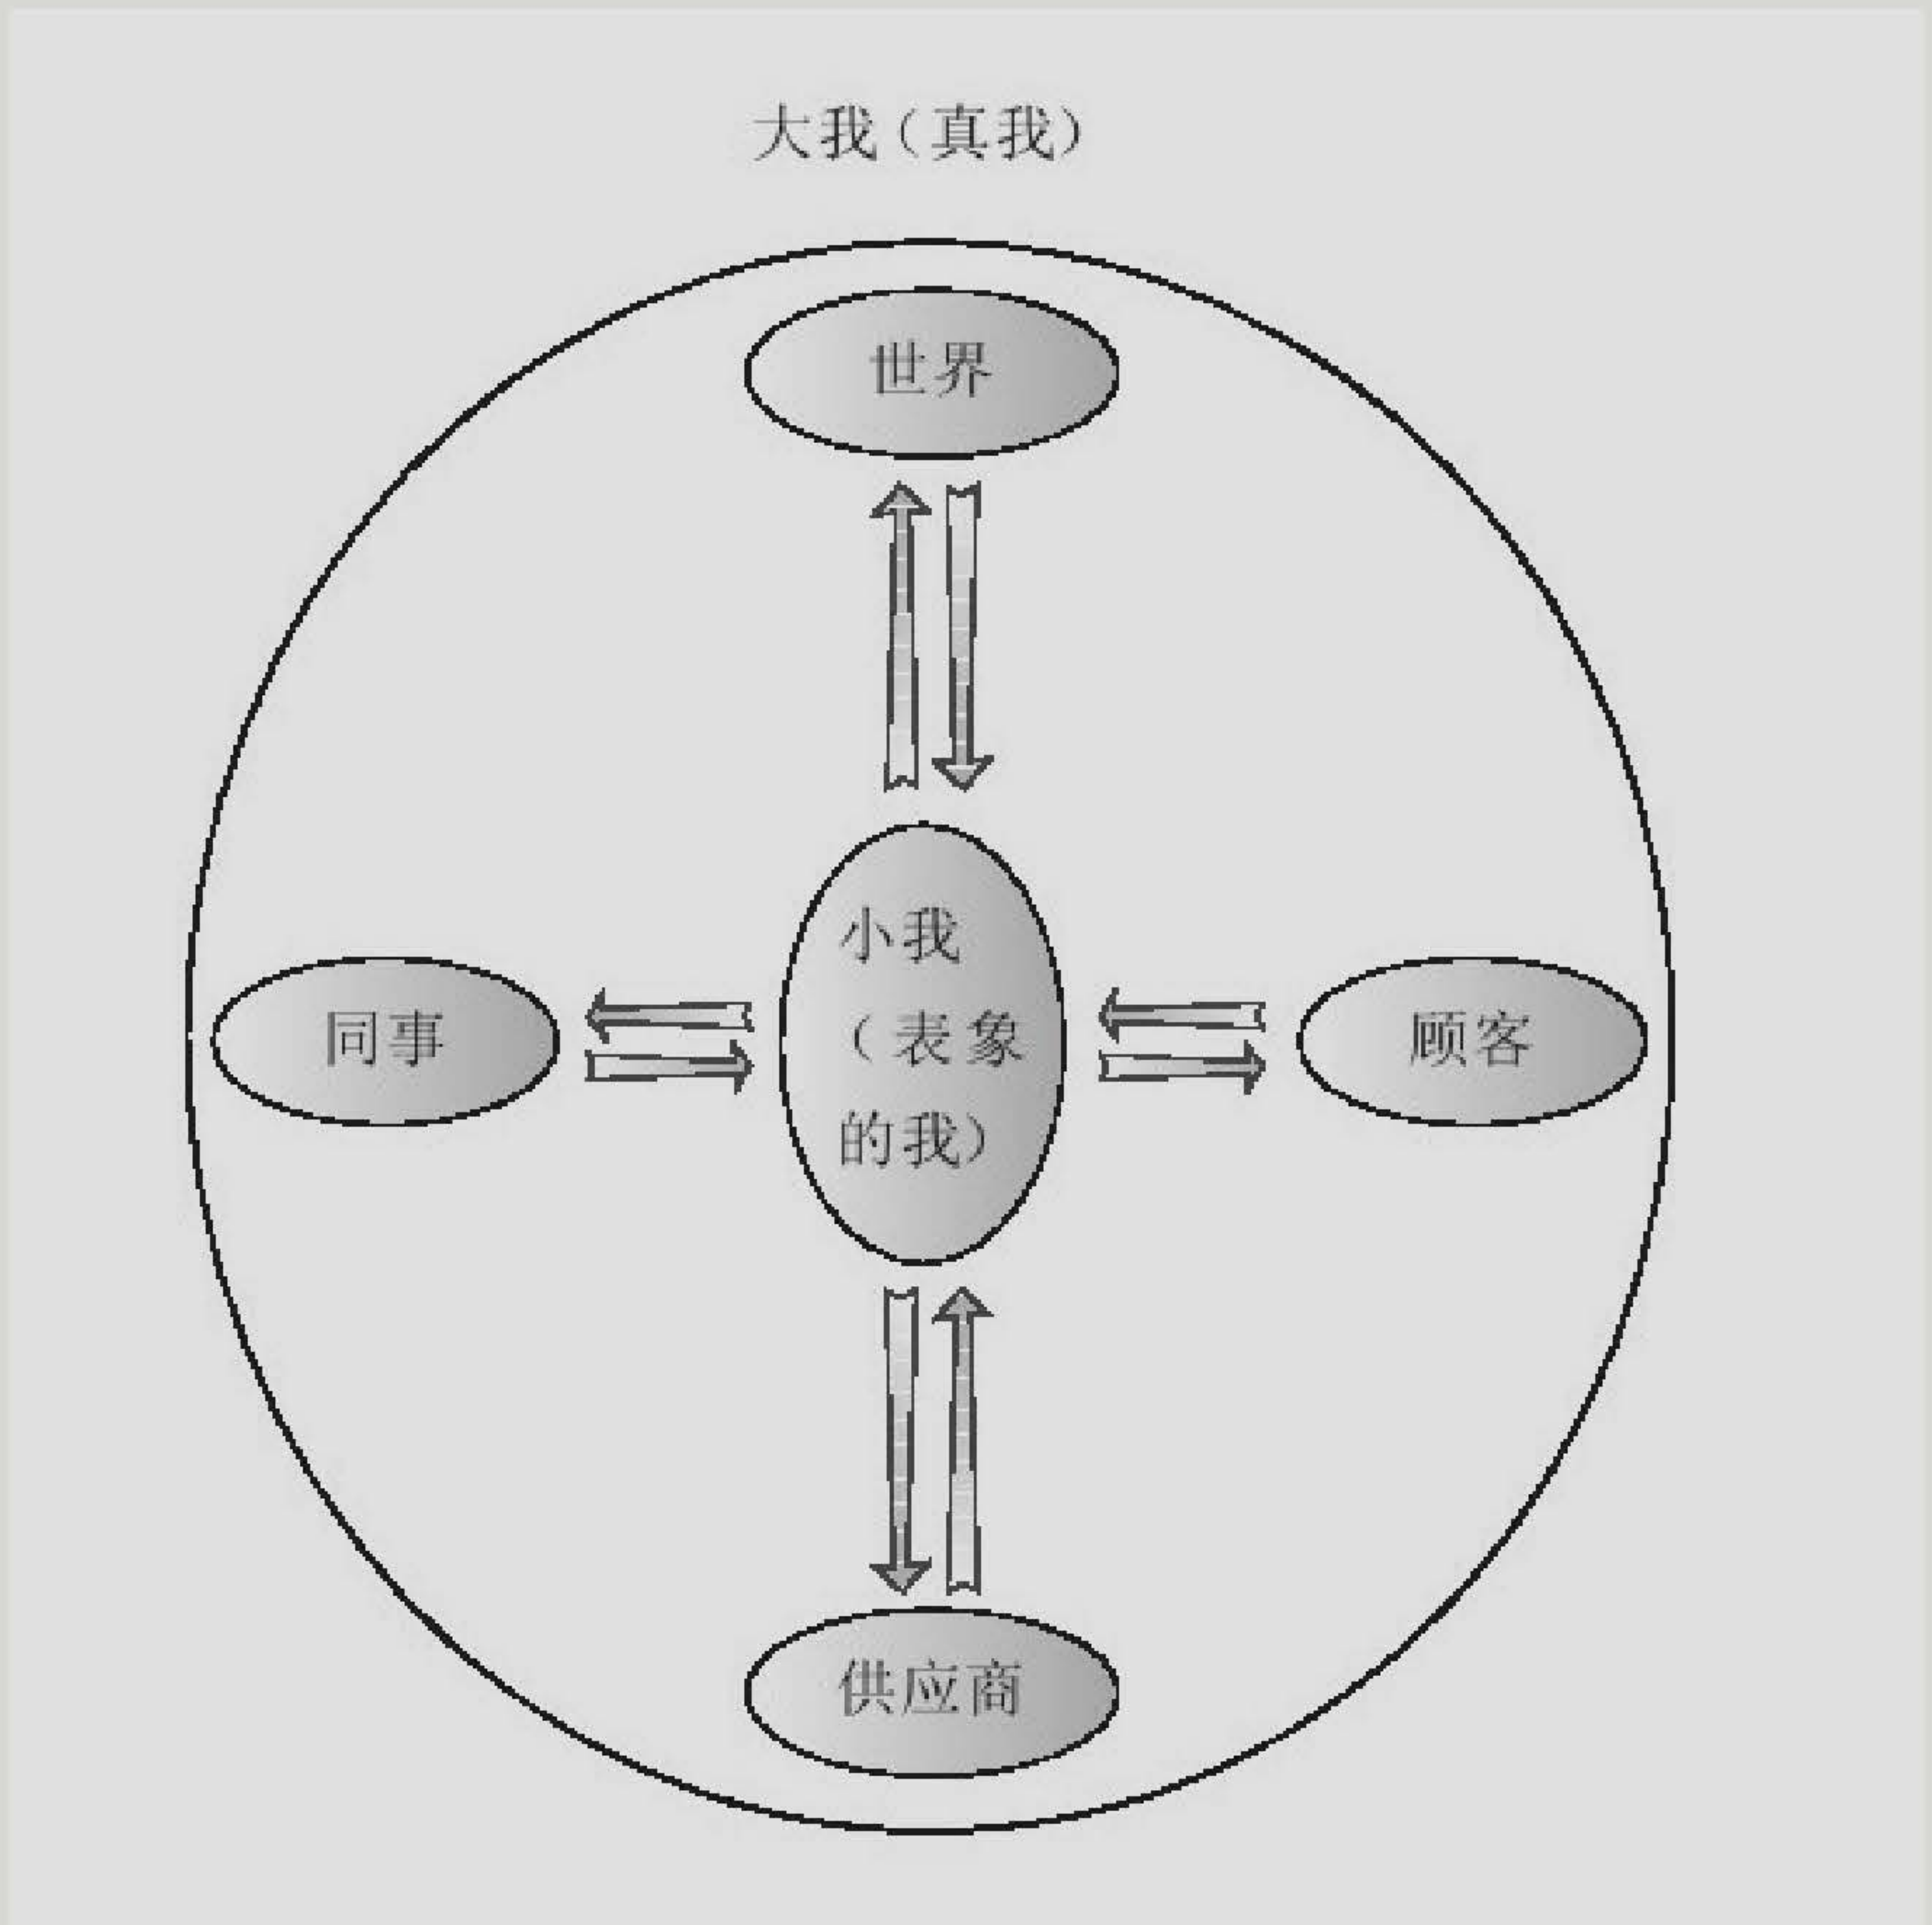 大我（真我）
世界
小我
同事
（表象
顾客
的我）
供应商